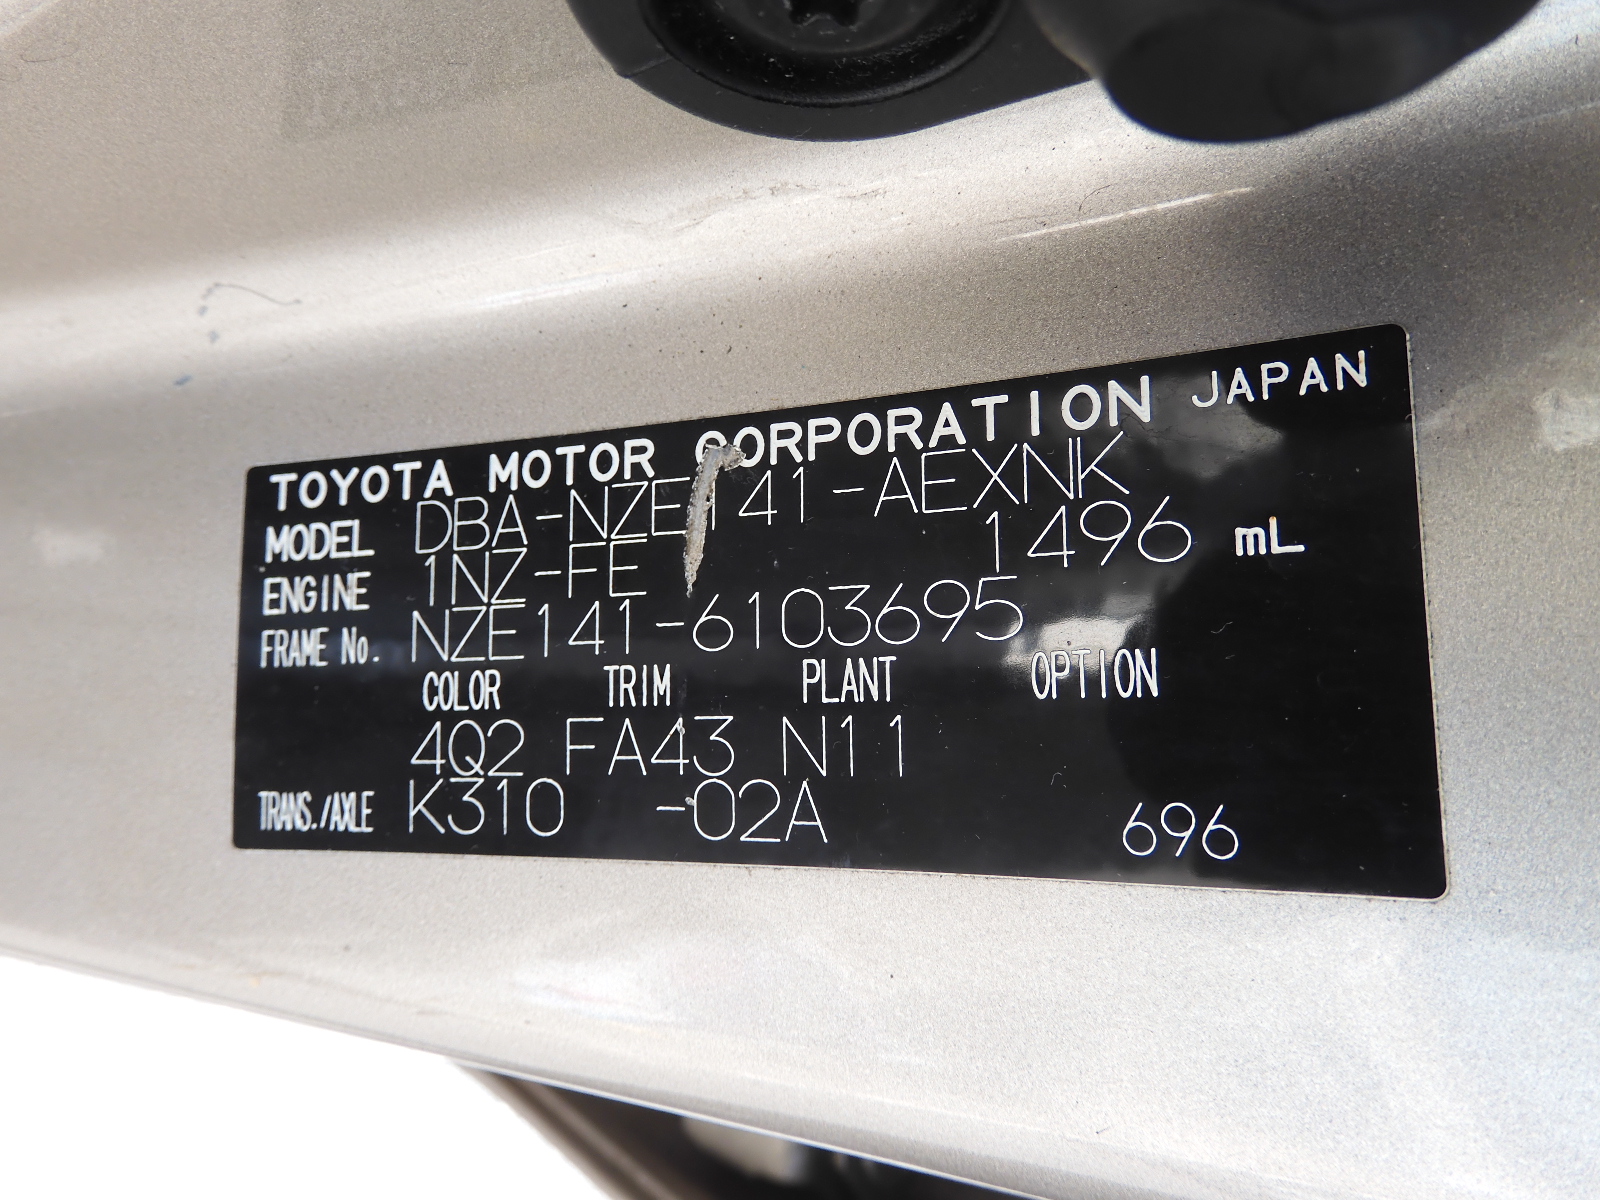 TOYOTA MOTOR CORPORATION JAPAN
MODEL DBA-NZE141-AEXNK
ENGINE 1NZ-FE 1496 mL
FRAME No. NZE141-6103695
COLOR TRIM PLANT OPTION
4Q2 FA43 N11
TRANS./AXLE K310 -02A 696